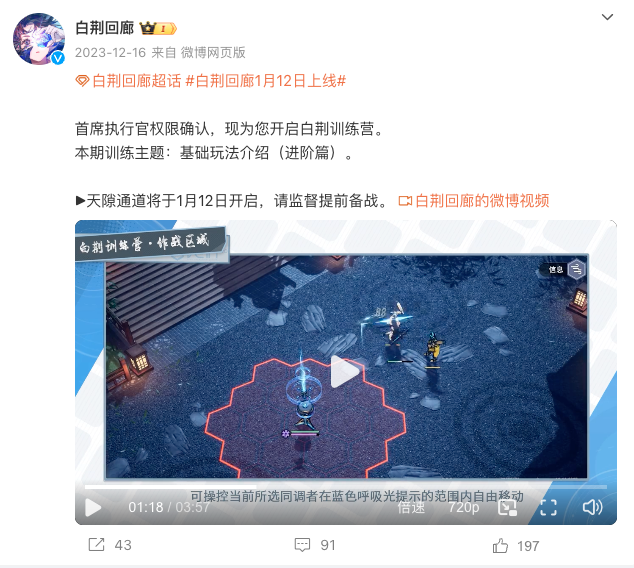 白荆回廊
2023-12-16 来自 微博网页版
白荆回廊超话 #白荆回廊1月12日上线#
首席执行官权限确认，现为您开启白荆训练营。
本期训练主题：基础玩法介绍（进阶篇）。
▶天隙通道将于1月12日开启，请监督提前备战。 白荆回廊的微博视频
白荆训练营·作战区域
信息
88
可操控当前所选同调者在蓝色呼吸光提示的范围内自由移动
01:18 / 03:57 倍速 720p
43 91 197